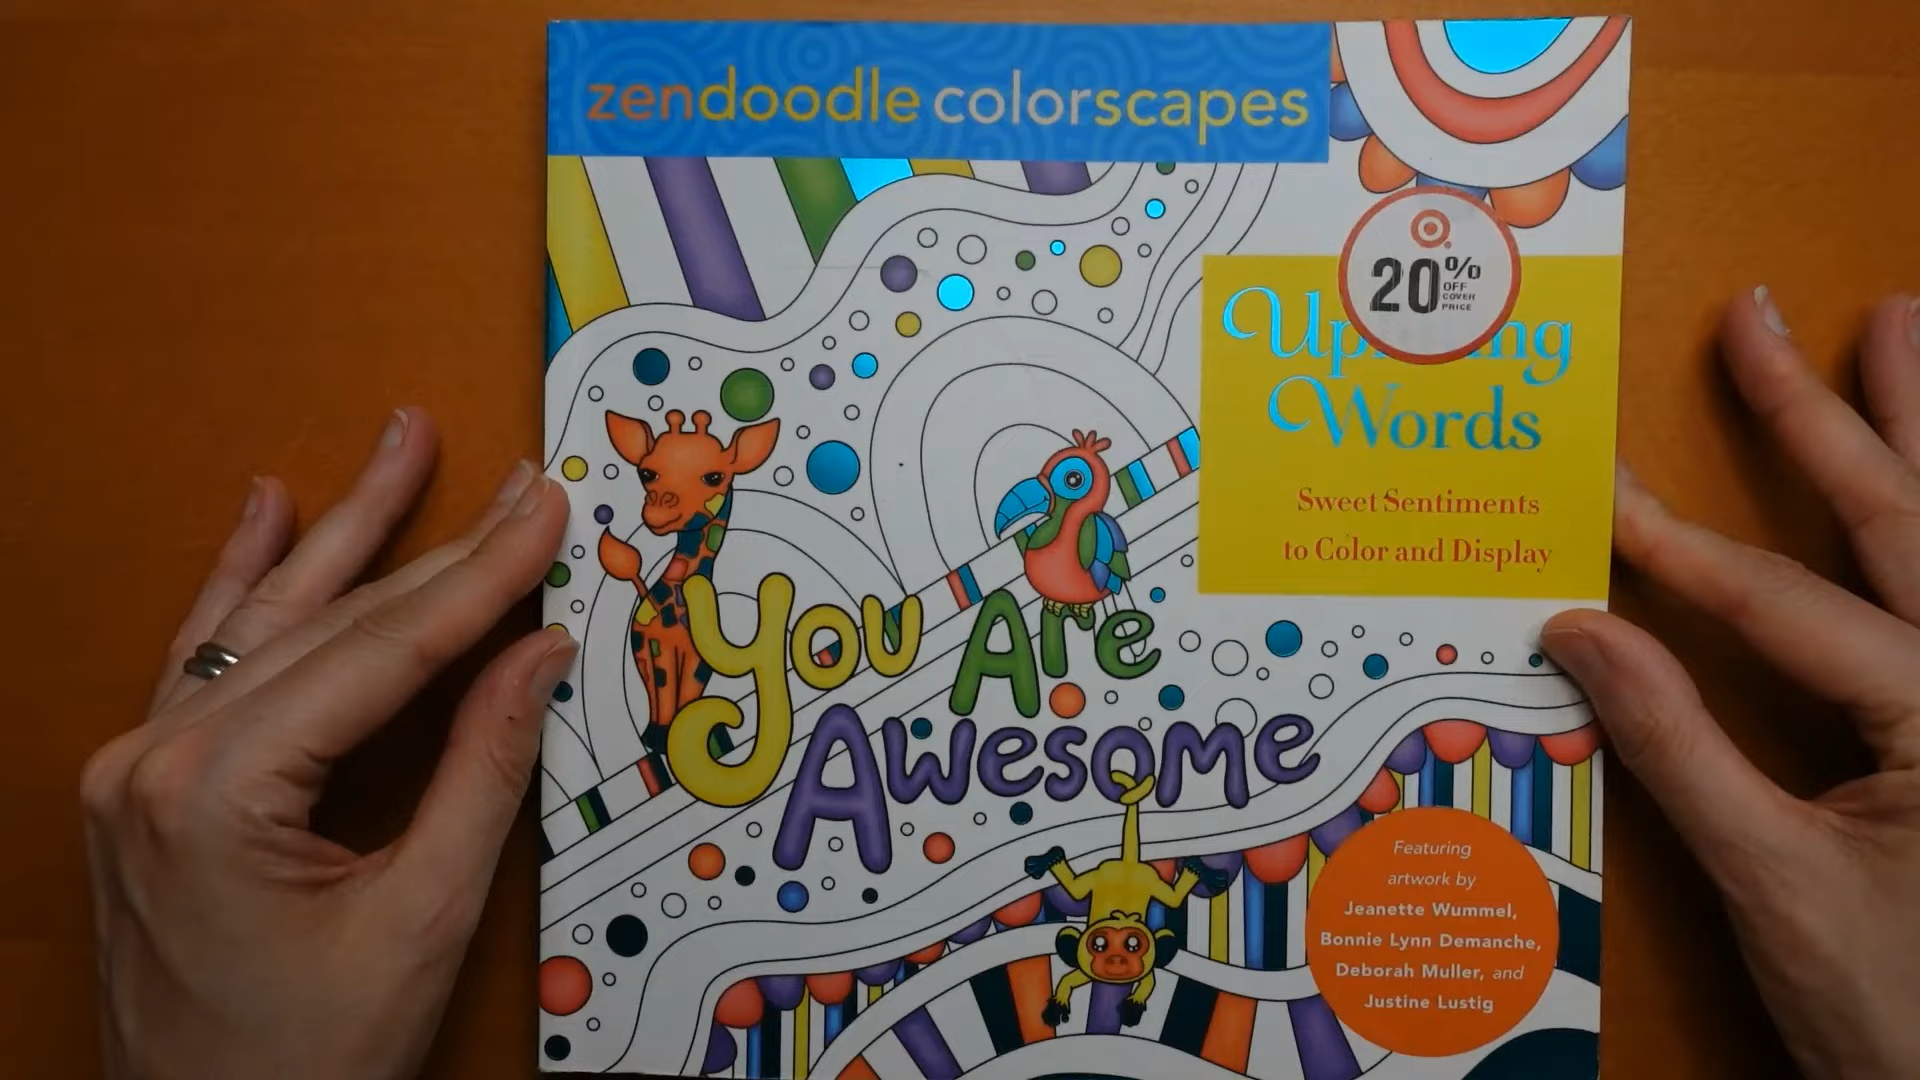 zendoodle colorscapes
20% OFF COVER PRICE
Words
Sweet Sentiments
to Color and Display
You Are
Awesome
Featuring
artwork by
Jeanette Wummel,
Bonnie Lynn Demanche,
Deborah Muller, and
Justine Lustig